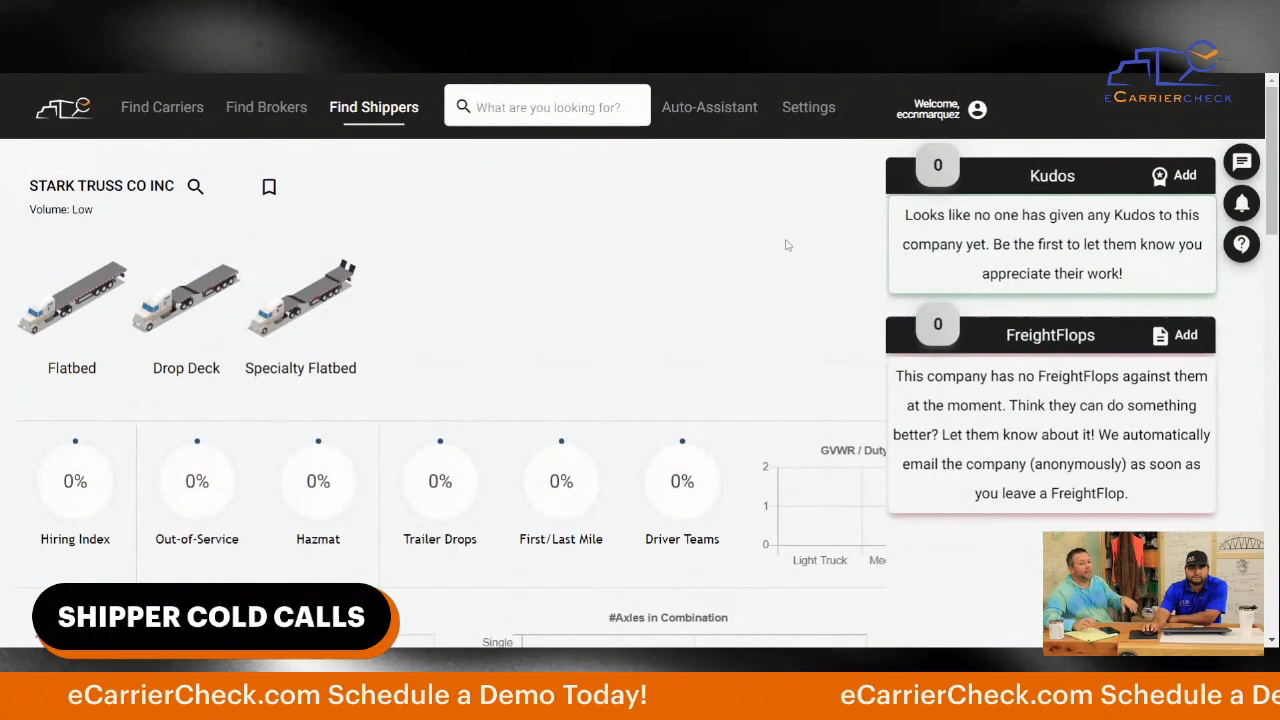 eCARRIERCHECK
Find Carriers Find Brokers Find Shippers What are you looking for? Auto-Assistant Settings Welcome, eccnmarquez
STARK TRUSS CO INC
Volume: Low
Flatbed Drop Deck Specialty Flatbed
0 Kudos Add
Looks like no one has given any Kudos to this
company yet. Be the first to let them know you
appreciate their work!
0 FreightFlops Add
This company has no FreightFlops against them
at the moment. Think they can do something
better? Let them know about it! We automatically
email the company (anonymously) as soon as
you leave a FreightFlop.
0% 0% 0% 0% 0% 0%
Hiring Index Out-of-Service Hazmat Trailer Drops First/Last Mile Driver Teams
GVWR / Duty
2
1
0
Light Truck Me
#Axles in Combination
Single
SHIPPER COLD CALLS
eCarrierCheck.com Schedule a Demo Today! eCarrierCheck.com Schedule a De